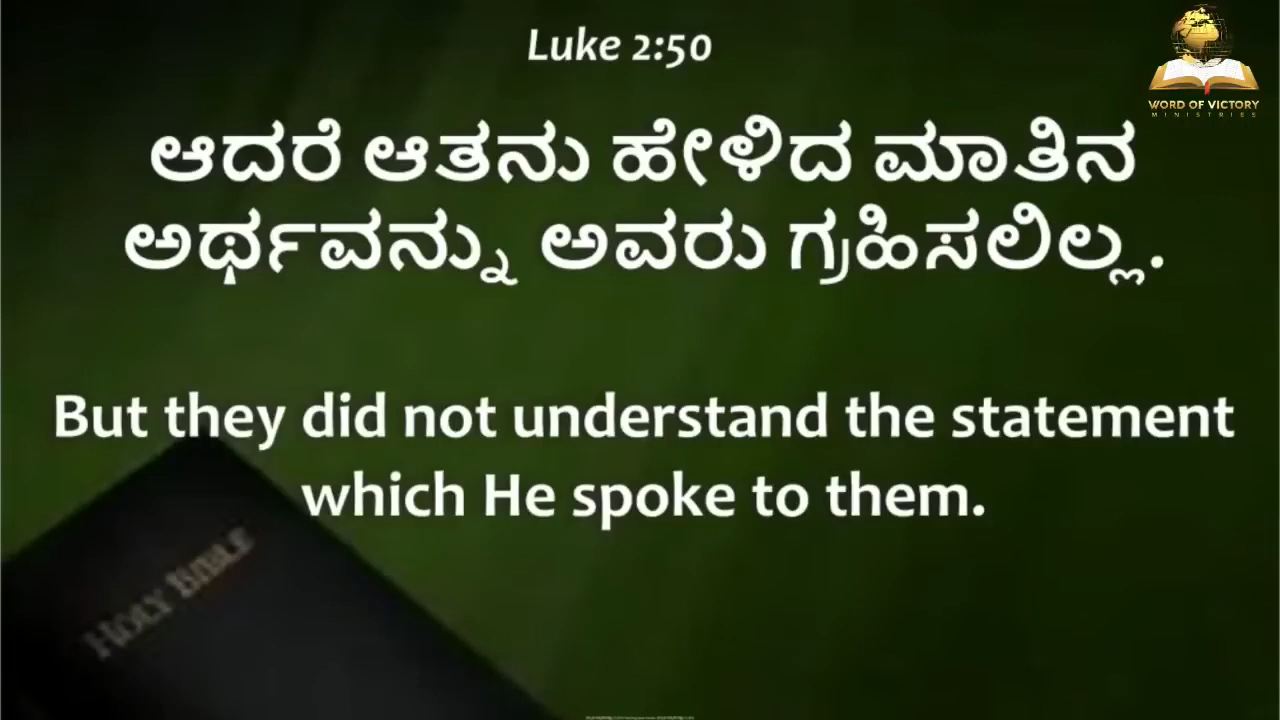 Luke 2:50
WORD OF VICTORY
MINISTRIES
ಆದರೆ ಆತನು ಹೇಳಿದ ಮಾತಿನ
ಅರ್ಥವನ್ನು ಅವರು ಗ್ರಹಿಸಲಿಲ್ಲ.
But they did not understand the statement
which He spoke to them.
HOLY BIBLE